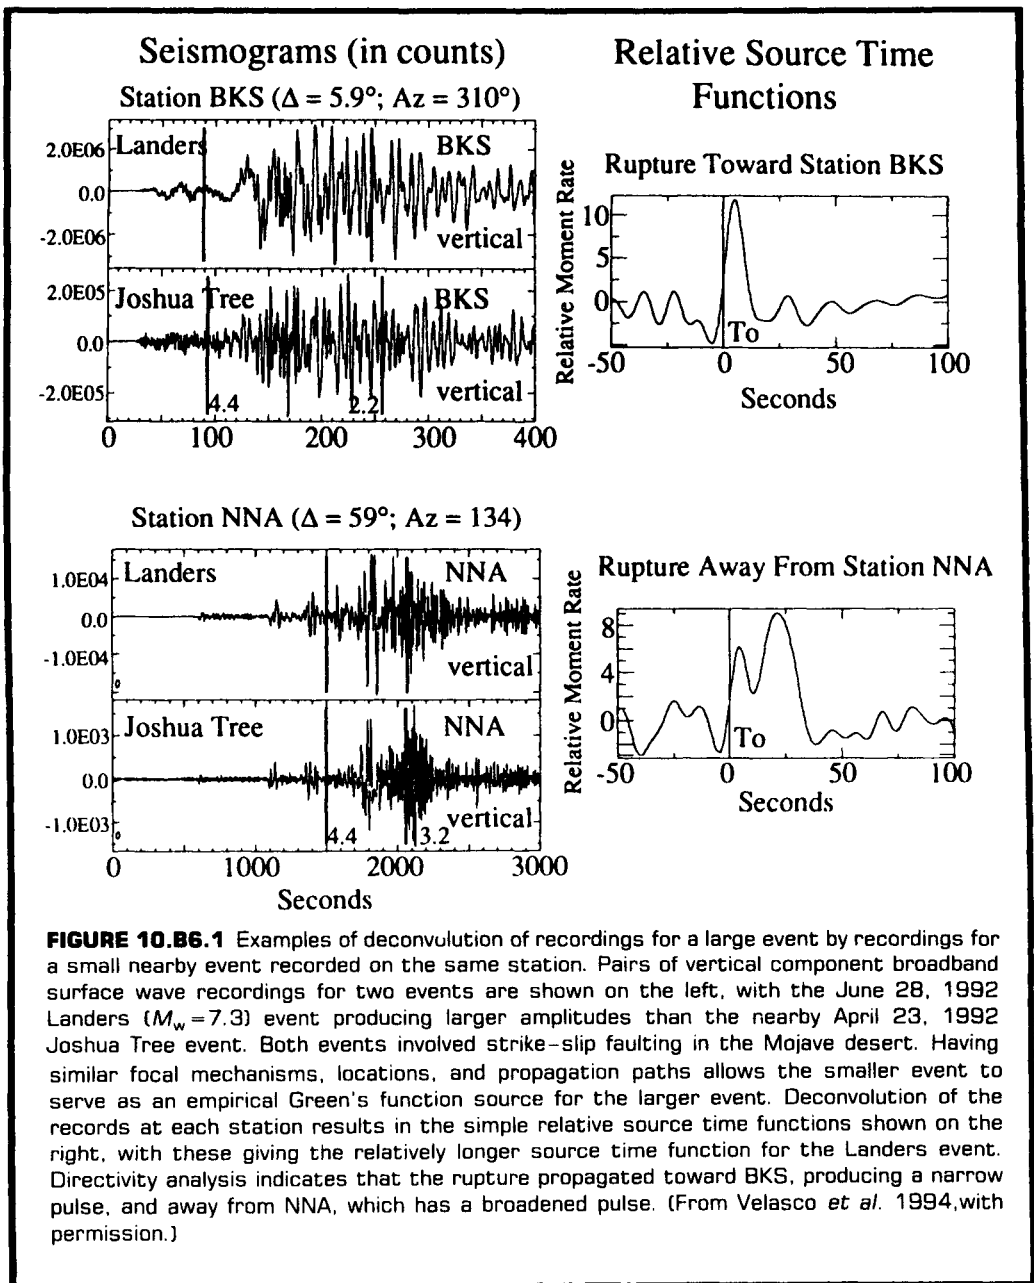 Seismograms (in counts)
Station BKS (Δ = 5.9°; Az = 310°)
Landers
BKS
2.0E06
0.0
-2.0E06
vertical
Joshua Tree
BKS
2.0E05
0.0
-2.0E05
vertical
4.4
2.2
0 100 200 300 400
Relative Source Time
Functions
Rupture Toward Station BKS
Relative Moment Rate
10
5
0
To
-50 0 50 100
Seconds
Station NNA (Δ = 59°; Az = 134)
Landers
NNA
1.0E04
0.0
-1.0E04
vertical
0
Joshua Tree
NNA
1.0E03
0.0
-1.0E03
vertical
0
4.4
3.2
0 1000 2000 3000
Seconds
Rupture Away From Station NNA
Relative Moment Rate
8
4
0
To
-50 0 50 100
Seconds
FIGURE 10.B6.1 Examples of deconvulution of recordings for a large event by recordings for
a small nearby event recorded on the same station. Pairs of vertical component broadband
surface wave recordings for two events are shown on the left, with the June 28, 1992
Landers (Mw=7.3) event producing larger amplitudes than the nearby April 23, 1992
Joshua Tree event. Both events involved strike-slip faulting in the Mojave desert. Having
similar focal mechanisms, locations, and propagation paths allows the smaller event to
serve as an empirical Green's function source for the larger event. Deconvolution of the
records at each station results in the simple relative source time functions shown on the
right, with these giving the relatively longer source time function for the Landers event.
Directivity analysis indicates that the rupture propagated toward BKS, producing a narrow
pulse, and away from NNA, which has a broadened pulse. (From Velasco et al. 1994,with
permission.)